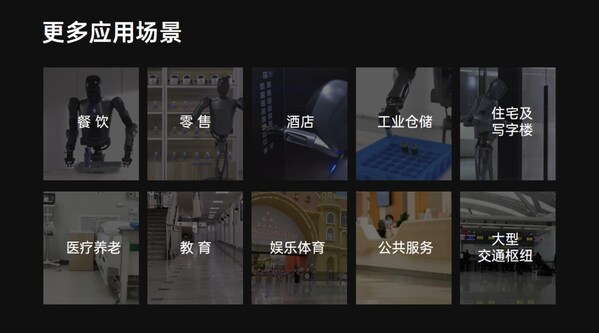 更多应用场景
餐饮
零售
酒店
工业仓储
住宅及
写字楼
医疗养老
教育
娱乐体育
公共服务
大型
交通枢纽